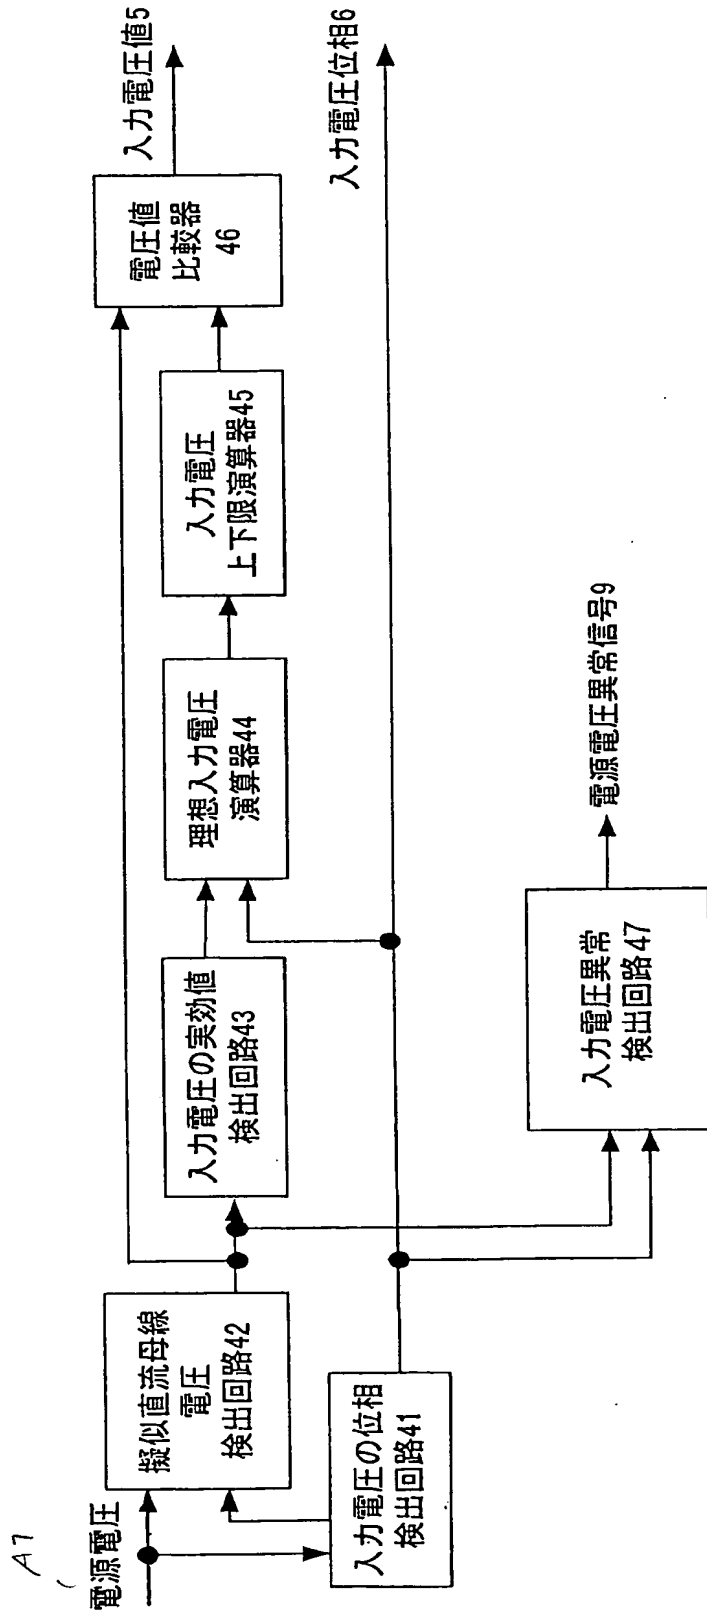 A7
電源電圧
擬似直流母線
電圧
検出回路42
入力電圧の位相
検出回路41
入力電圧の実効値
検出回路43
理想入力電圧
演算器44
入力電圧
上下限演算器45
電圧値
比較器
46
入力電圧値5
入力電圧位相6
入力電圧異常
検出回路47
電源電圧異常信号9